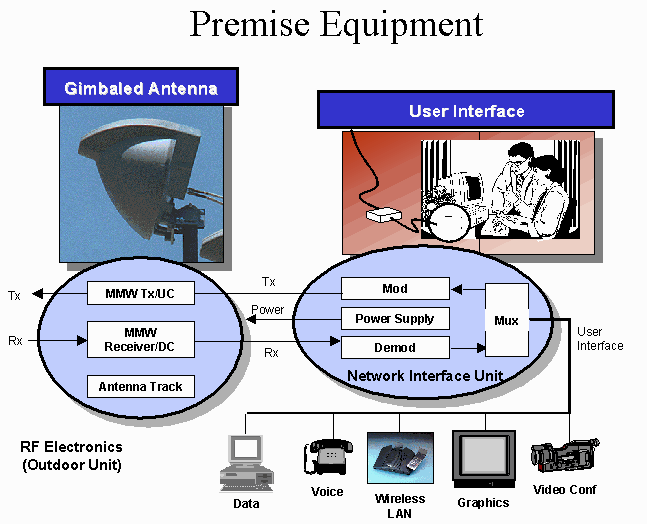 Premise Equipment
Gimbaled Antenna
User Interface
Tx
MMW Tx/UC
Tx
Mod
Power
Power Supply
Mux
User
Interface
Rx
MMW
Receiver/DC
Rx
Demod
Antenna Track
Network Interface Unit
RF Electronics
(Outdoor Unit)
Data
Voice
Wireless
LAN
Graphics
Video Conf